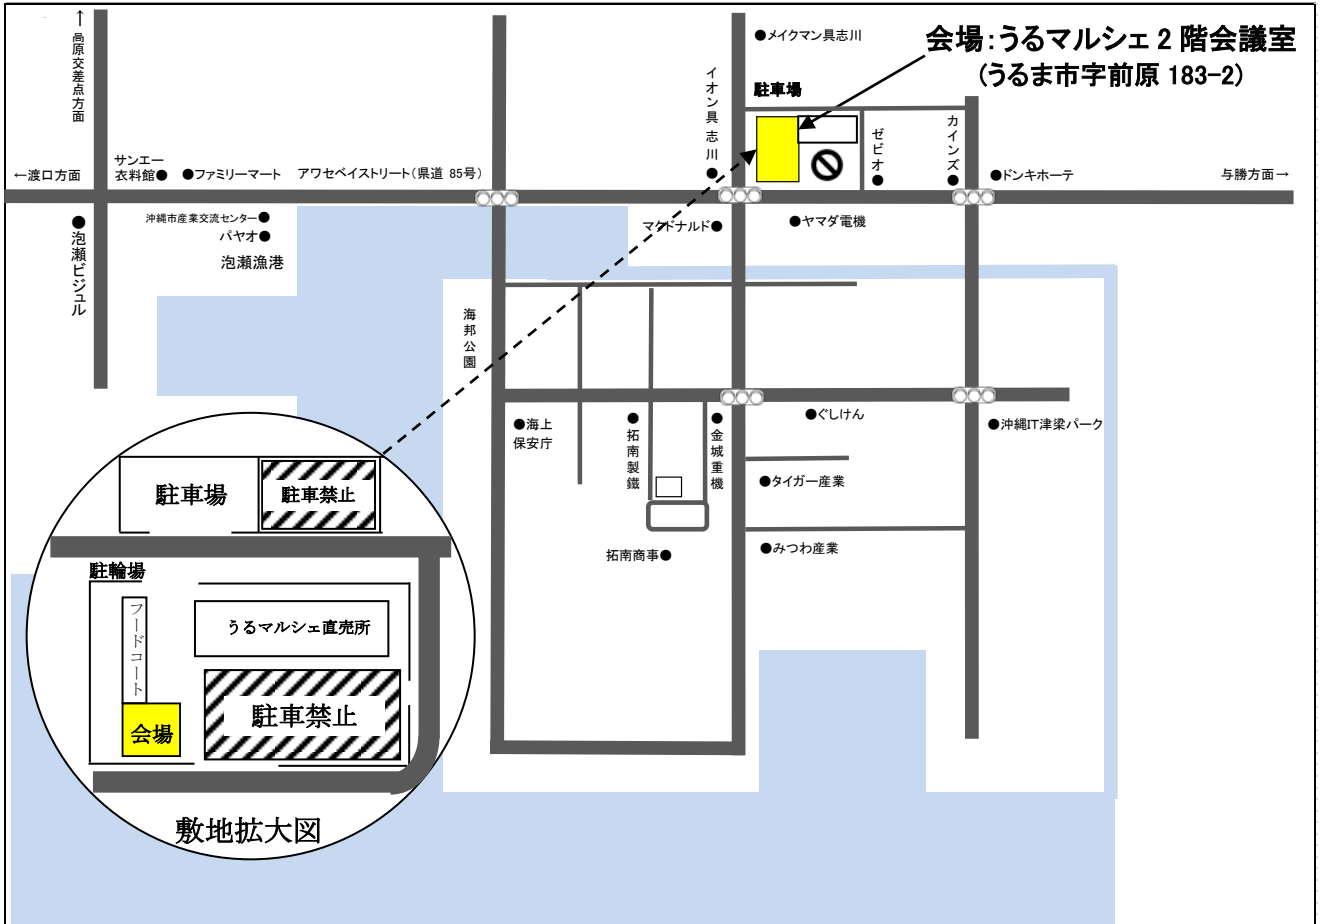 ↑高原交差点方面
●メイクマン具志川
会場：うるマルシェ２階会議室
(うるま市字前原 183-2)
イオン具志川●
駐車場
ゼビオ●
カインズ●
サンエー
衣料館●
●ファミリーマート
アワセベイストリート（県道 85号）
←渡口方面
●ドンキホーテ
与勝方面→
●泡瀬ビジュル
沖縄市産業交流センター●
パヤオ●
泡瀬漁港
マクドナルド●
●ヤマダ電機
海邦公園
●海上
保安庁
●拓南製鐵
●金城重機
●ぐしけん
●沖縄IT津梁パーク
●タイガー産業
●みつわ産業
拓南商事●
駐車場
駐車禁止
駐輪場
フードコート
うるマルシェ直売所
駐車禁止
会場
敷地拡大図